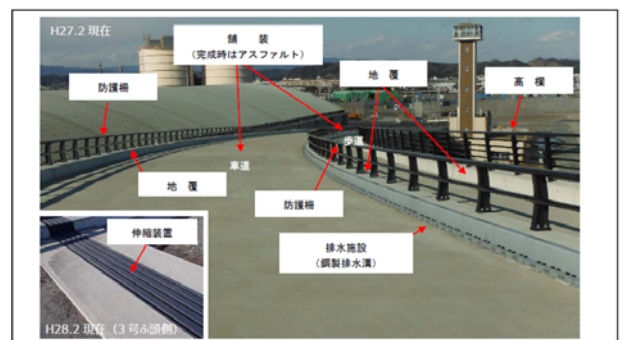 H27.2 現在
舗 装
(完成時はアスファルト)
地 覆
高 欄
防護柵
歩道
車道
地 覆
防護柵
伸縮装置
排水施設
(鋼製排水溝)
H28.2 現在 (3 号ふ頭側)